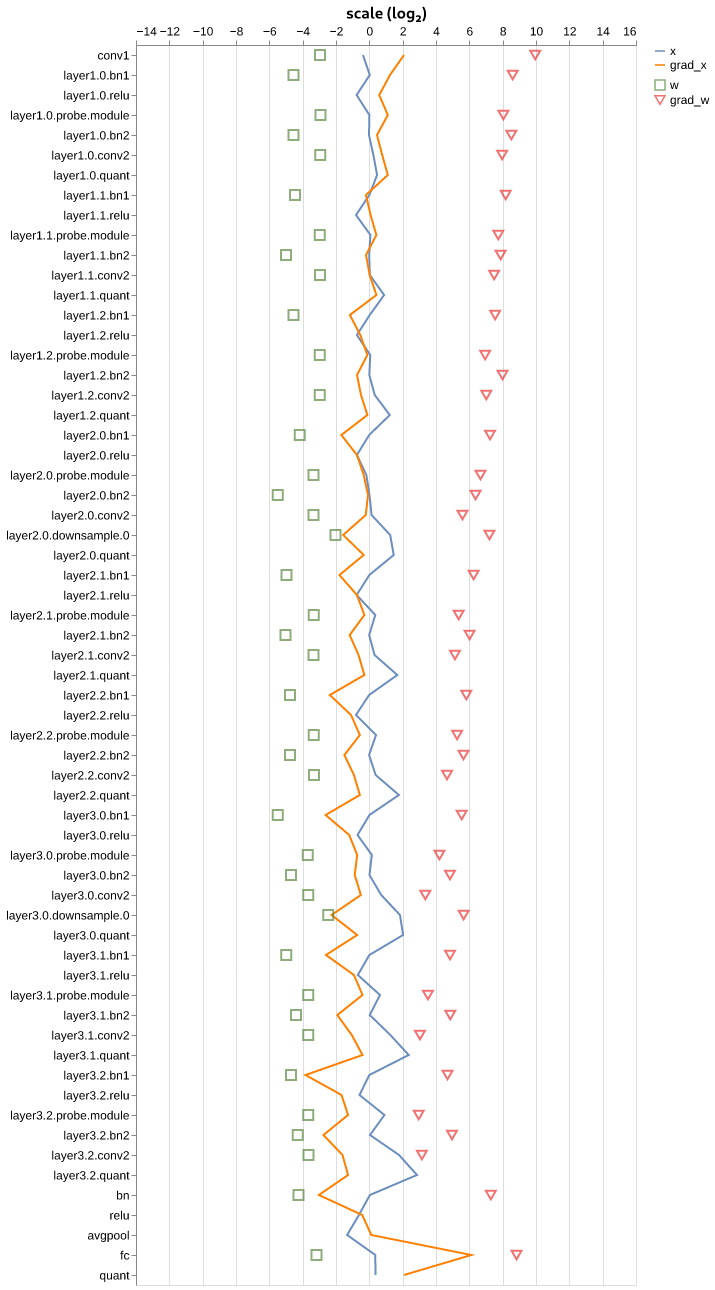 scale (log₂)
−14 −12 −10 −8 −6 −4 −2 0 2 4 6 8 10 12 14 16
x
grad_x
w
grad_w
conv1
layer1.0.bn1
layer1.0.relu
layer1.0.probe.module
layer1.0.bn2
layer1.0.conv2
layer1.0.quant
layer1.1.bn1
layer1.1.relu
layer1.1.probe.module
layer1.1.bn2
layer1.1.conv2
layer1.1.quant
layer1.2.bn1
layer1.2.relu
layer1.2.probe.module
layer1.2.bn2
layer1.2.conv2
layer1.2.quant
layer2.0.bn1
layer2.0.relu
layer2.0.probe.module
layer2.0.bn2
layer2.0.conv2
layer2.0.downsample.0
layer2.0.quant
layer2.1.bn1
layer2.1.relu
layer2.1.probe.module
layer2.1.bn2
layer2.1.conv2
layer2.1.quant
layer2.2.bn1
layer2.2.relu
layer2.2.probe.module
layer2.2.bn2
layer2.2.conv2
layer2.2.quant
layer3.0.bn1
layer3.0.relu
layer3.0.probe.module
layer3.0.bn2
layer3.0.conv2
layer3.0.downsample.0
layer3.0.quant
layer3.1.bn1
layer3.1.relu
layer3.1.probe.module
layer3.1.bn2
layer3.1.conv2
layer3.1.quant
layer3.2.bn1
layer3.2.relu
layer3.2.probe.module
layer3.2.bn2
layer3.2.conv2
layer3.2.quant
bn
relu
avgpool
fc
quant